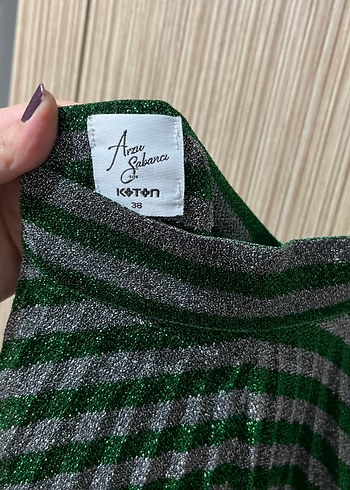 Arzu
Sabancı
FOR
KOTON
38